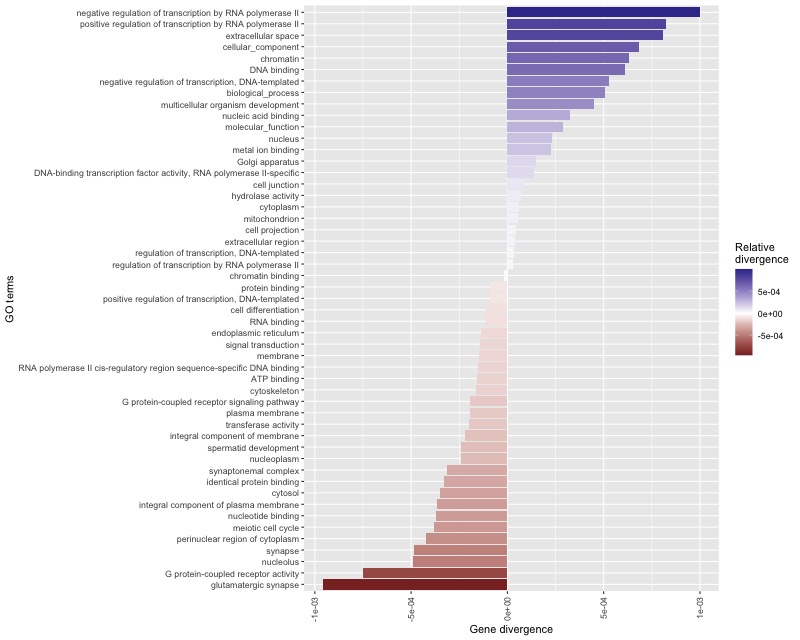 negative regulation of transcription by RNA polymerase II
positive regulation of transcription by RNA polymerase II
extracellular space
cellular_component
chromatin
DNA binding
negative regulation of transcription, DNA-templated
biological_process
multicellular organism development
nucleic acid binding
molecular_function
nucleus
metal ion binding
Golgi apparatus
DNA-binding transcription factor activity, RNA polymerase II-specific
cell junction
hydrolase activity
cytoplasm
mitochondrion
cell projection
extracellular region
regulation of transcription, DNA-templated
regulation of transcription by RNA polymerase II
chromatin binding
protein binding
positive regulation of transcription, DNA-templated
cell differentiation
RNA binding
endoplasmic reticulum
signal transduction
membrane
RNA polymerase II cis-regulatory region sequence-specific DNA binding
ATP binding
cytoskeleton
G protein-coupled receptor signaling pathway
plasma membrane
transferase activity
integral component of membrane
spermatid development
nucleoplasm
synaptonemal complex
identical protein binding
cytosol
integral component of plasma membrane
nucleotide binding
meiotic cell cycle
perinuclear region of cytoplasm
synapse
nucleolus
G protein-coupled receptor activity
glutamatergic synapse
GO terms
-1e-03
-5e-04
0e+00
5e-04
1e-03
Gene divergence
Relative
divergence
5e-04
0e+00
-5e-04